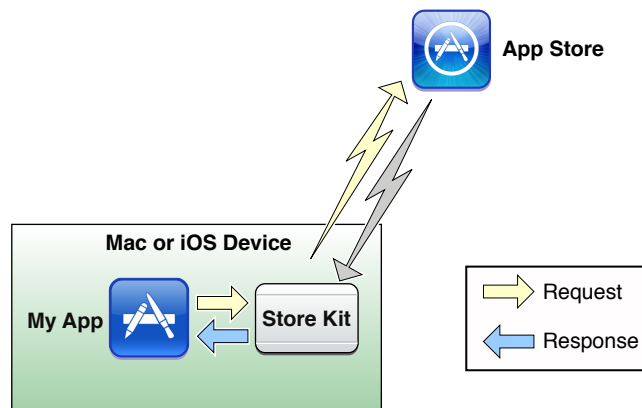 App Store
Mac or iOS Device
My App
Store Kit
Request
Response